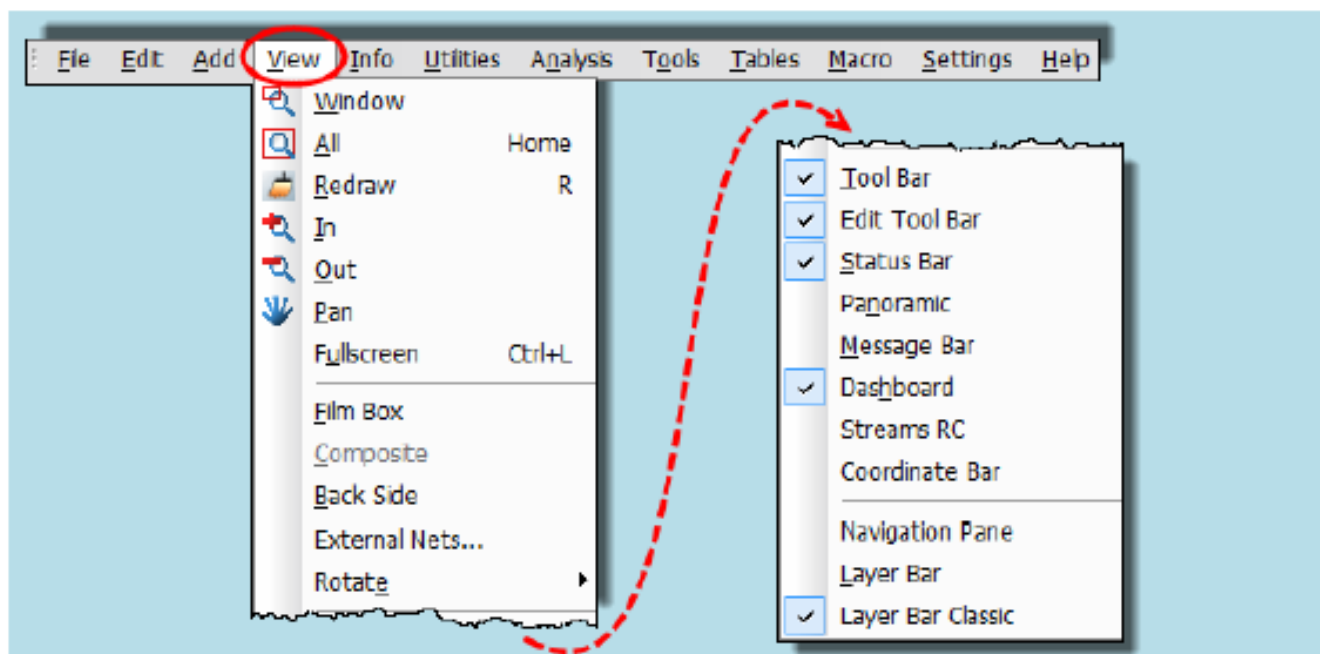 File Edit Add View Info Utilities Analysis Tools Tables Macro Settings Help
Window
All Home
Redraw R
In
Out
Pan
Fullscreen Ctrl+L
Film Box
Composite
Back Side
External Nets...
Rotate
Tool Bar
Edit Tool Bar
Status Bar
Panoramic
Message Bar
Dashboard
Streams RC
Coordinate Bar
Navigation Pane
Layer Bar
Layer Bar Classic